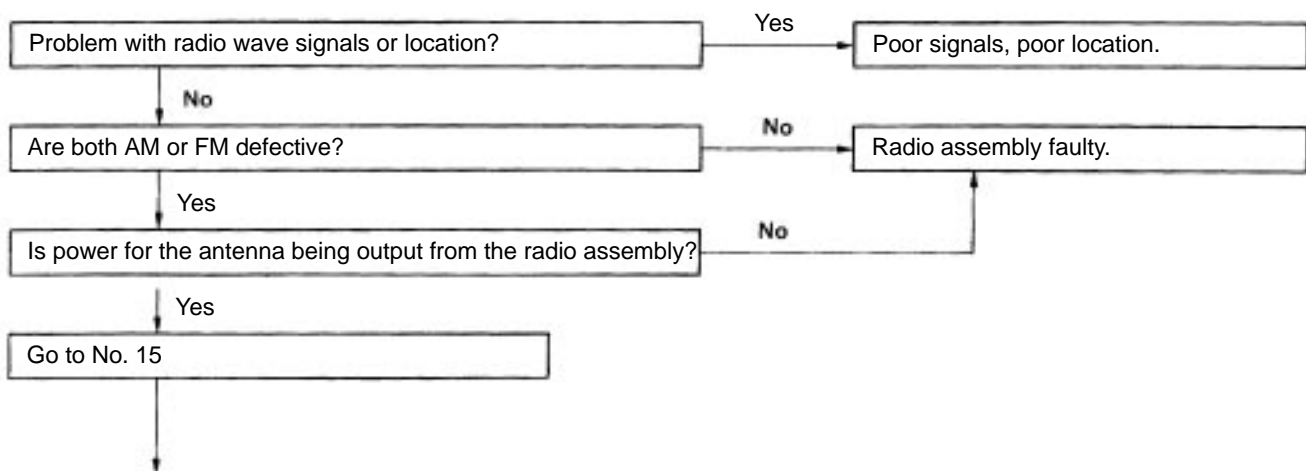 Problem with radio wave signals or location?
Yes
Poor signals, poor location.
No
Are both AM or FM defective?
No
Radio assembly faulty.
Yes
Is power for the antenna being output from the radio assembly?
No
Yes
Go to No. 15